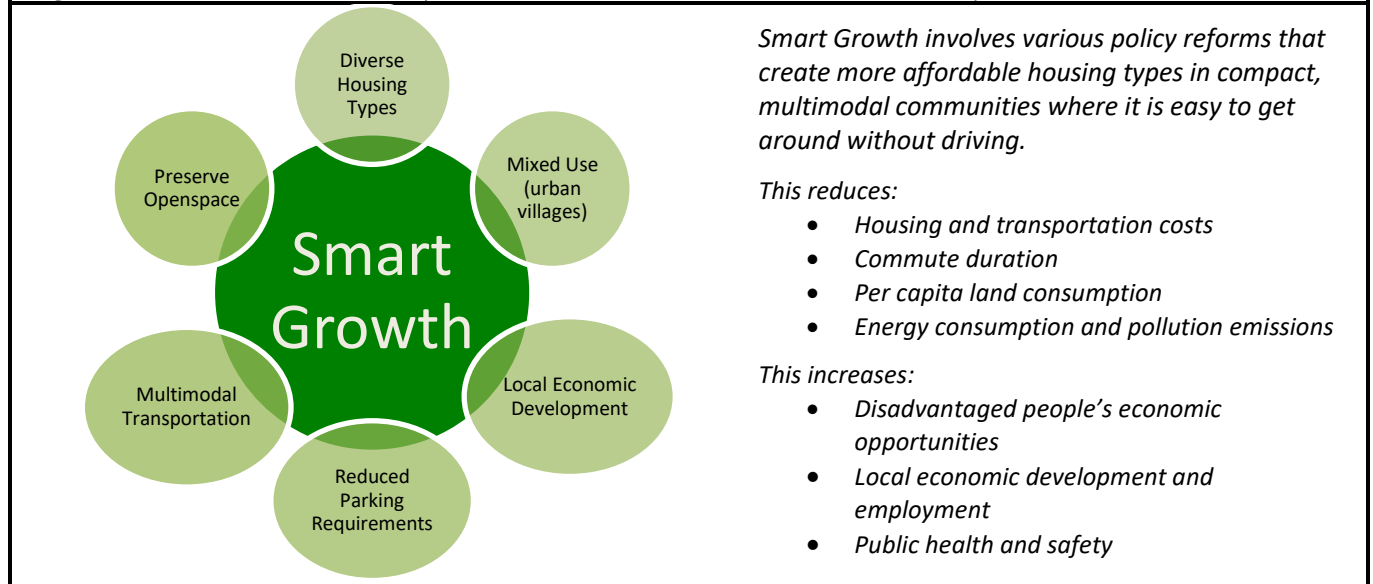 Diverse
Housing
Types
Mixed Use
(urban
villages)
Preserve
Openspace
Smart
Growth
Multimodal
Transportation
Local Economic
Development
Reduced
Parking
Requirements
Smart Growth involves various policy reforms that
create more affordable housing types in compact,
multimodal communities where it is easy to get
around without driving.
This reduces:
• Housing and transportation costs
• Commute duration
• Per capita land consumption
• Energy consumption and pollution emissions
This increases:
• Disadvantaged people’s economic
opportunities
• Local economic development and
employment
• Public health and safety